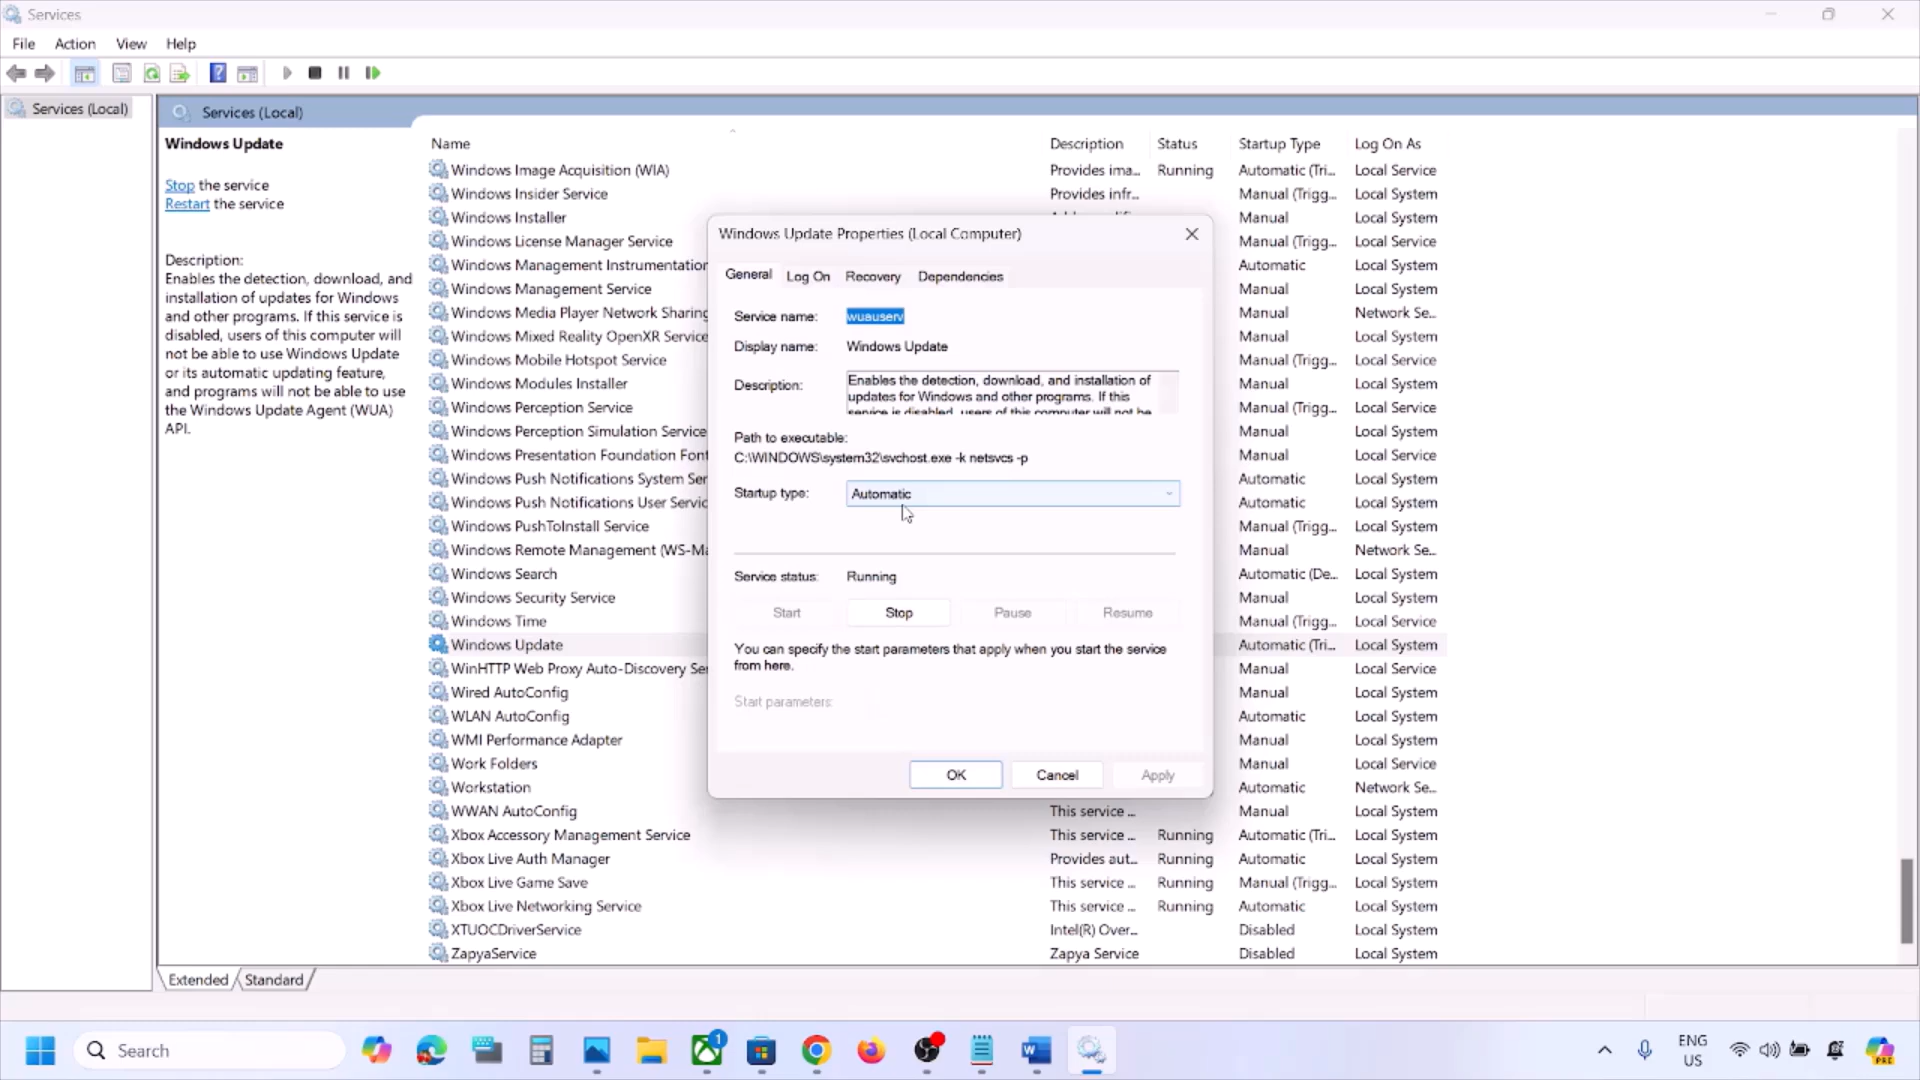 Services
File Action View Help
Services (Local)
Services (Local)
Windows Update
Stop the service
Restart the service
Description:
Enables the detection, download, and
installation of updates for Windows
and other programs. If this service is
disabled, users of this computer will
not be able to use Windows Update
or its automatic updating feature,
and programs will not be able to use
the Windows Update Agent (WUA)
API.
Name Description Status Startup Type Log On As
Windows Image Acquisition (WIA) Provides ima... Running Automatic (Tri... Local Service
Windows Insider Service Provides infr... Manual (Trigg... Local System
Windows Installer Manual Local System
Windows License Manager Service Manual (Trigg... Local Service
Windows Management Instrumentation Automatic Local System
Windows Management Service Manual Local System
Windows Media Player Network Sharing Manual Network Se...
Windows Mixed Reality OpenXR Service Manual Local System
Windows Mobile Hotspot Service Manual (Trigg... Local Service
Windows Modules Installer Manual Local System
Windows Perception Service Manual (Trigg... Local Service
Windows Perception Simulation Service Manual Local System
Windows Presentation Foundation Font Manual Local Service
Windows Push Notifications System Ser Automatic Local System
Windows Push Notifications User Servic Automatic Local System
Windows PushToInstall Service Manual (Trigg... Local System
Windows Remote Management (WS-Ma Manual Network Se...
Windows Search Automatic (De... Local System
Windows Security Service Manual Local System
Windows Time Manual (Trigg... Local Service
Windows Update Automatic (Tri... Local System
WinHTTP Web Proxy Auto-Discovery Ser Manual Local Service
Wired AutoConfig Manual Local System
WLAN AutoConfig Automatic Local System
WMI Performance Adapter Manual Local System
Work Folders Manual Local Service
Workstation Automatic Network Se...
WWAN AutoConfig This service ... Manual Local System
Xbox Accessory Management Service This service ... Running Automatic (Tri... Local System
Xbox Live Auth Manager Provides aut... Running Automatic Local System
Xbox Live Game Save This service ... Running Manual (Trigg... Local System
Xbox Live Networking Service This service ... Running Automatic Local System
XTUOCDriverService Intel(R) Over... Disabled Local System
ZapyaService Zapya Service Disabled Local System
Windows Update Properties (Local Computer)
General Log On Recovery Dependencies
Service name: wuauserv
Display name: Windows Update
Description: Enables the detection, download, and installation of
updates for Windows and other programs. If this
service is disabled, users of this computer will not be
Path to executable:
C:\WINDOWS\system32\svchost.exe -k netsvcs -p
Startup type: Automatic
Service status: Running
Start Stop Pause Resume
You can specify the start parameters that apply when you start the service
from here.
Start parameters:
OK Cancel Apply
Extended Standard
Search
1
ENG
US
PRE